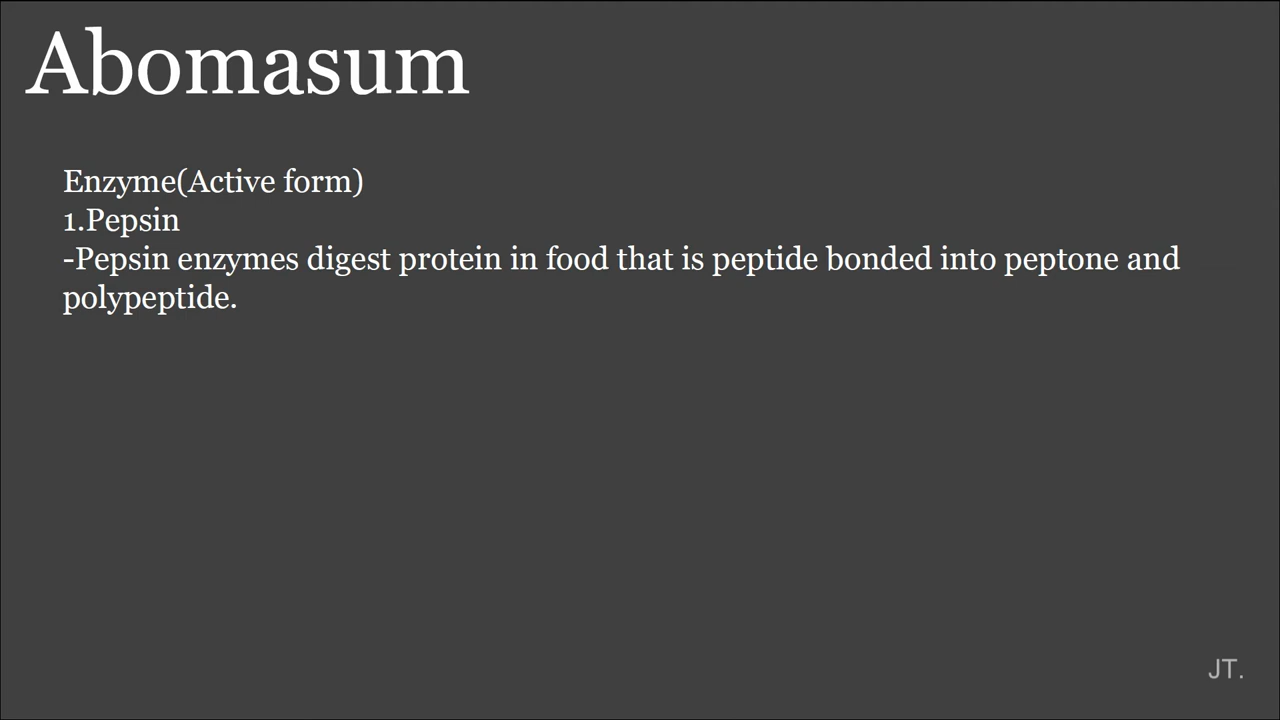 Abomasum
Enzyme(Active form)
1.Pepsin
-Pepsin enzymes digest protein in food that is peptide bonded into peptone and
polypeptide.
JT.